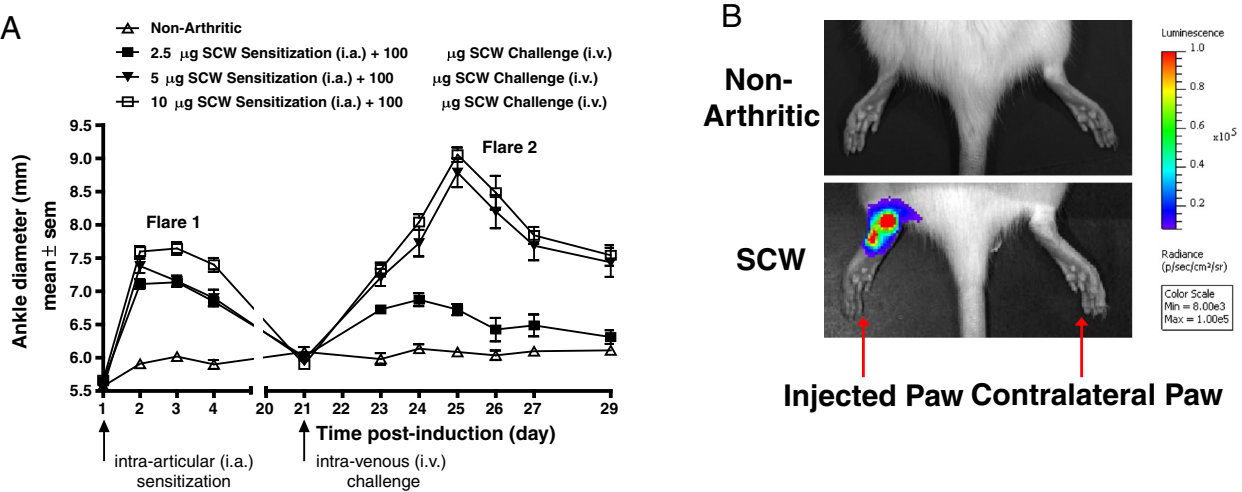 A
Non-Arthritic
2.5 μg SCW Sensitization (i.a.) + 100 μg SCW Challenge (i.v.)
5 μg SCW Sensitization (i.a.) + 100 μg SCW Challenge (i.v.)
10 μg SCW Sensitization (i.a.) + 100 μg SCW Challenge (i.v.)
Ankle diameter (mm)
mean ± sem
9.5
9.0
8.5
8.0
7.5
7.0
6.5
6.0
5.5
Flare 1
Flare 2
1 2 3 4 20 21 22 23 24 25 26 27 29
Time post-induction (day)
intra-articular (i.a.)
sensitization
intra-venous (i.v.)
challenge
B
Non-
Arthritic
SCW
Injected Paw Contralateral Paw
Luminescence
1.0
0.8
0.6
x10⁵
0.4
0.2
Radiance
(p/sec/cm²/sr)
Color Scale
Min = 8.00e3
Max = 1.00e5